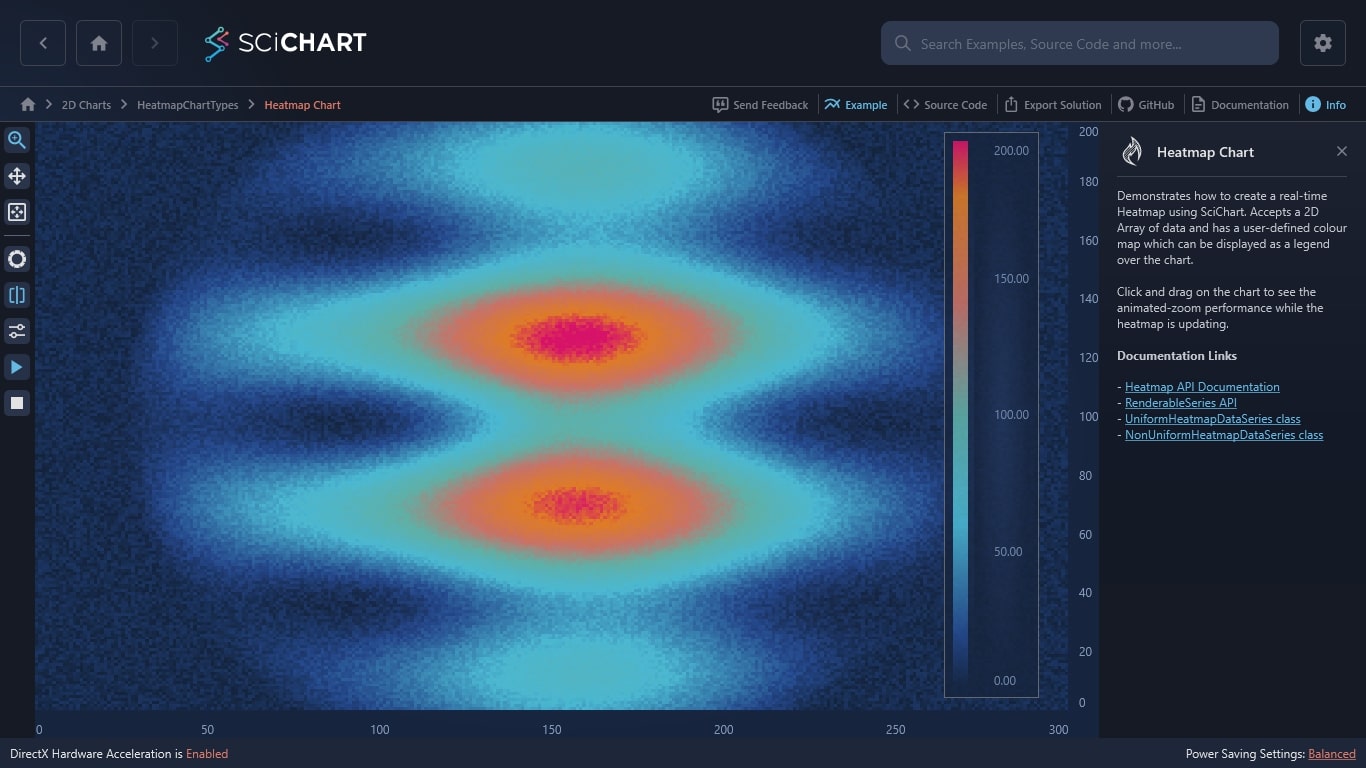 SCiCHART
Search Examples, Source Code and more...
2D Charts
HeatmapChartTypes
Heatmap Chart
Send Feedback
Example
Source Code
Export Solution
GitHub
Documentation
Info
200.00
150.00
100.00
50.00
0.00
200
180
160
140
120
100
80
60
40
20
0
0
50
100
150
200
250
300
Heatmap Chart
Demonstrates how to create a real-time
Heatmap using SciChart. Accepts a 2D
Array of data and has a user-defined colour
map which can be displayed as a legend
over the chart.
Click and drag on the chart to see the
animated-zoom performance while the
heatmap is updating.
Documentation Links
- Heatmap API Documentation
- RenderableSeries API
- UniformHeatmapDataSeries class
- NonUniformHeatmapDataSeries class
DirectX Hardware Acceleration is Enabled
Power Saving Settings: Balanced